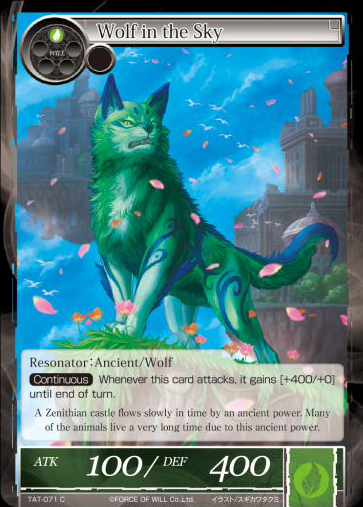 Wolf in the Sky
WILL
Resonator：Ancient/Wolf
Continuous Whenever this card attacks, it gains [+400/+0]
until end of turn.
A Zenithian castle flows slowly in time by an ancient power. Many
of the animals live a very long time due to this ancient power.
ATK 100/ DEF 400
TAT-071 C ©FORCE OF WILL Co.,Ltd. イラスト/スギカワタクミ